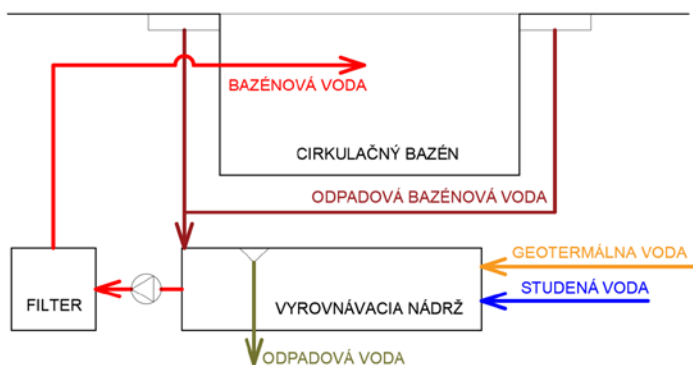 BAZÉNOVÁ VODA
CIRKULAČNÝ BAZÉN
ODPADOVÁ BAZÉNOVÁ VODA
GEOTERMÁLNA VODA
STUDENÁ VODA
FILTER
VYROVNÁVACIA NÁDRŽ
ODPADOVÁ VODA